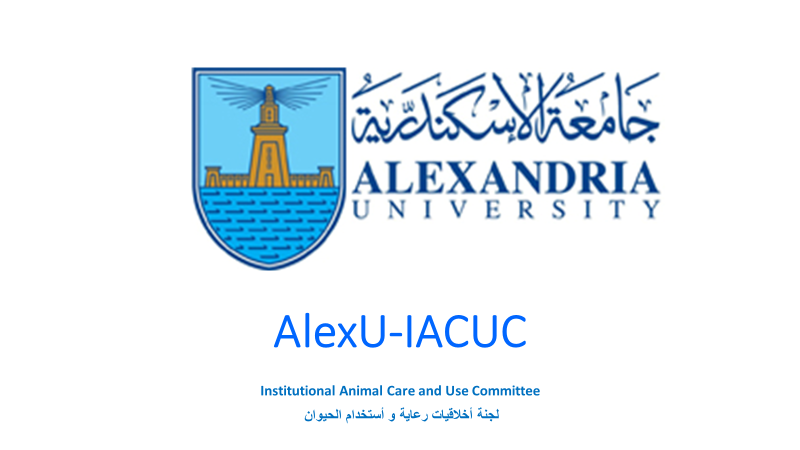 جامعة الإسكندرية
ALEXANDRIA
UNIVERSITY
AlexU-IACUC
Institutional Animal Care and Use Committee
لجنة أخلاقيات رعاية و أستخدام الحيوان